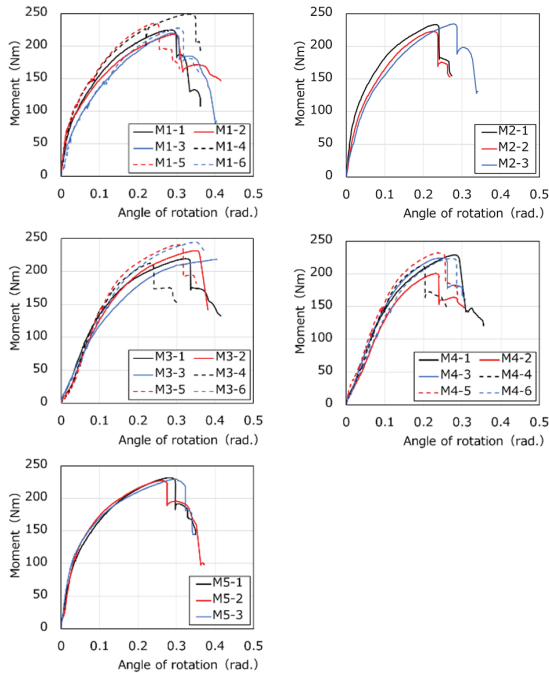 250
200
150
100
50
0
Moment (Nm)
M1-1 M1-2
M1-3 M1-4
M1-5 M1-6
0 0.1 0.2 0.3 0.4 0.5
Angle of rotation (rad.)
250
200
150
100
50
0
Moment (Nm)
M2-1
M2-2
M2-3
0 0.1 0.2 0.3 0.4 0.5
Angle of rotation (rad.)
250
200
150
100
50
0
Moment (Nm)
M3-1 M3-2
M3-3 M3-4
M3-5 M3-6
0 0.1 0.2 0.3 0.4 0.5
Angle of rotation (rad.)
250
200
150
100
50
0
Moment (Nm)
M4-1 M4-2
M4-3 M4-4
M4-5 M4-6
0 0.1 0.2 0.3 0.4 0.5
Angle of rotation (rad.)
250
200
150
100
50
0
Moment (Nm)
M5-1
M5-2
M5-3
0 0.1 0.2 0.3 0.4 0.5
Angle of rotation (rad.)